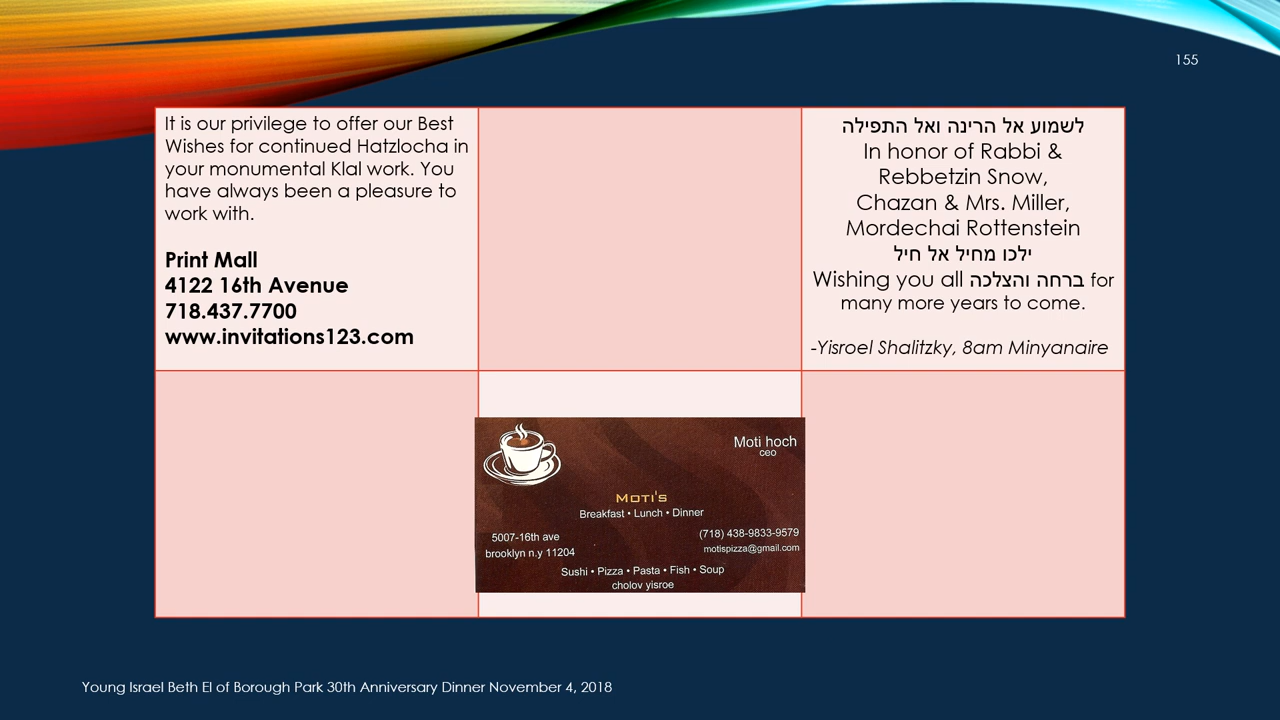 155
It is our privilege to offer our Best
Wishes for continued Hatzlocha in
your monumental Klal work. You
have always been a pleasure to
work with.
Print Mall
4122 16th Avenue
718.437.7700
www.invitations123.com
לשמוע אל הרינה ואל התפילה
In honor of Rabbi &
Rebbetzin Snow,
Chazan & Mrs. Miller,
Mordechai Rottenstein
ילכו מחיל אל חיל
Wishing you all ברחה והצלכה for
many more years to come.
-Yisroel Shalitzky, 8am Minyanaire
Moti hoch
ceo
MOTI'S
Breakfast • Lunch • Dinner
5007-16th ave
brooklyn n.y 11204
(718) 438-9833-9579
motispizza@gmail.com
Sushi • Pizza • Pasta • Fish • Soup
cholov yisroe
Young Israel Beth El of Borough Park 30th Anniversary Dinner November 4, 2018